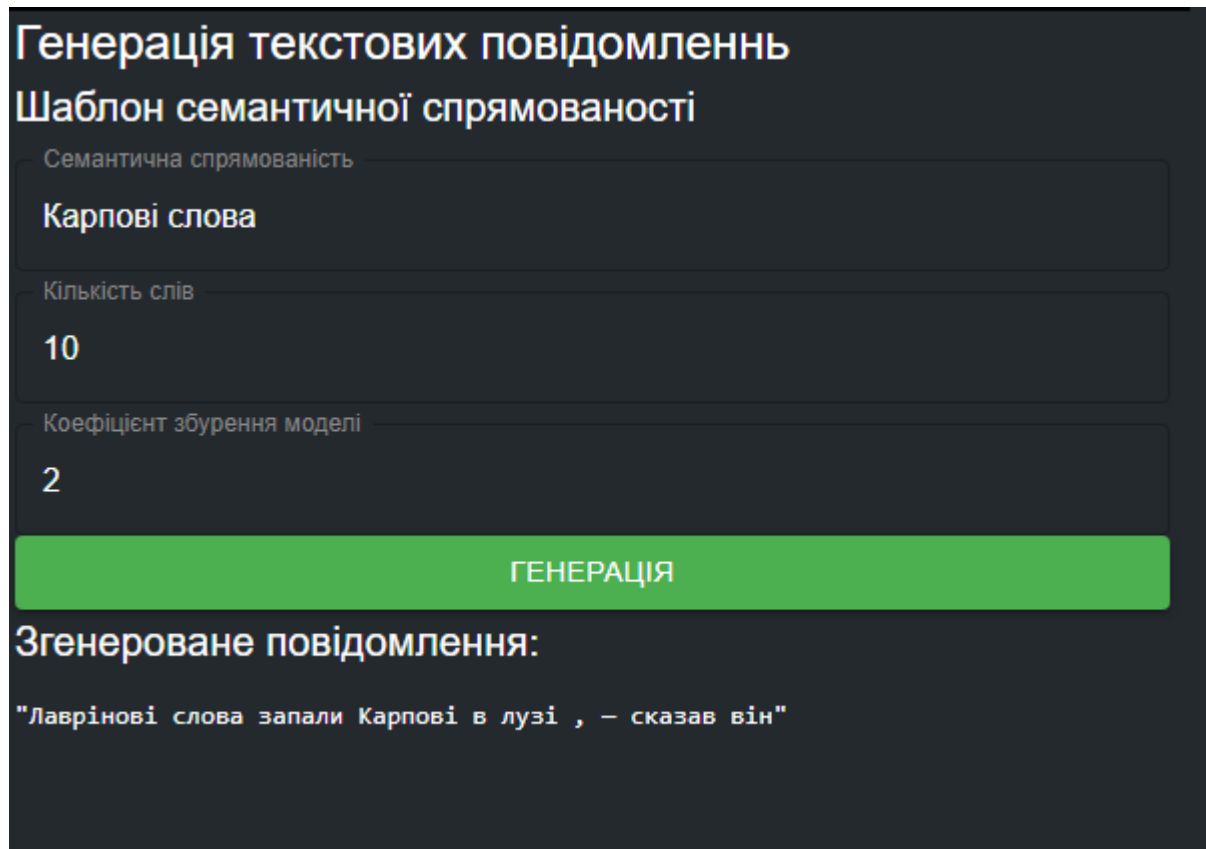 Генерація текстових повідомленнь
Шаблон семантичної спрямованості
Семантична спрямованість
Карпові слова
Кількість слів
10
Коефіцієнт збурення моделі
2
ГЕНЕРАЦІЯ
Згенероване повідомлення:
"Лаврінові слова запали Карпові в лузі , — сказав він"